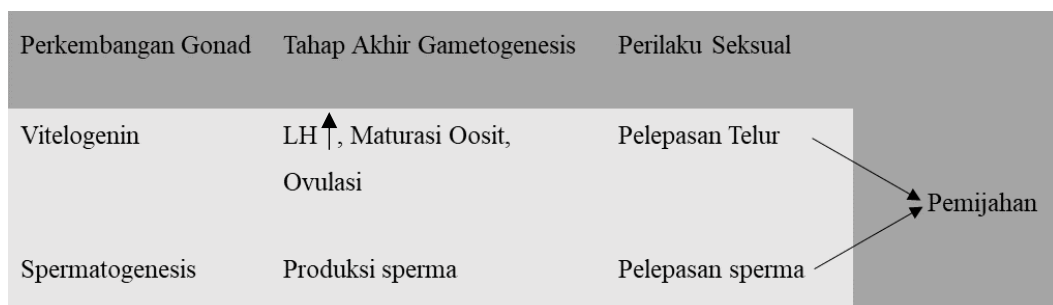 Perkembangan Gonad Tahap Akhir Gametogenesis Perilaku Seksual
Vitelogenin LH↑, Maturasi Oosit, Pelepasan Telur
Ovulasi
Pemijahan
Spermatogenesis Produksi sperma Pelepasan sperma